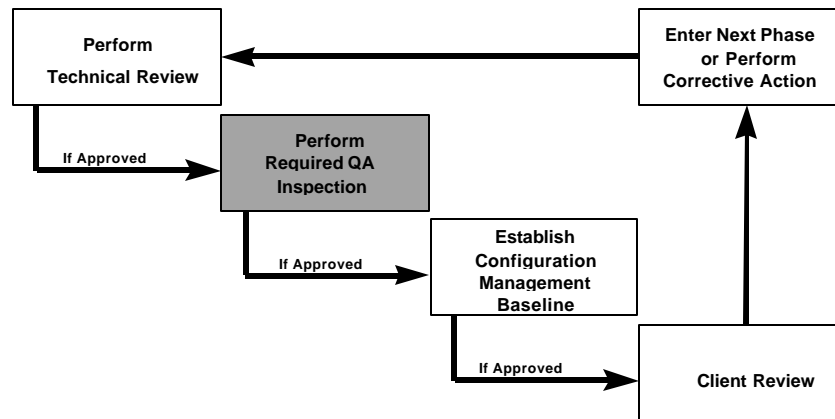 Perform
Technical Review
Enter Next Phase
or Perform
Corrective Action
If Approved
Perform
Required QA
Inspection
If Approved
Establish
Configuration
Management
Baseline
If Approved
Client Review